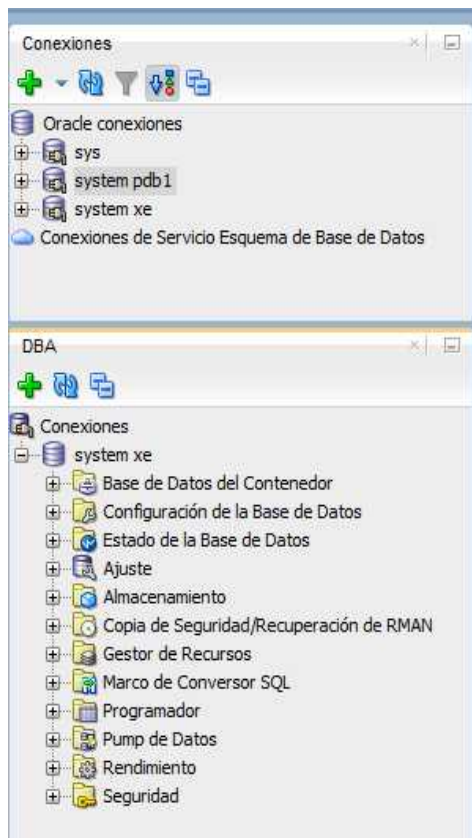 Conexiones
Oracle conexiones
sys
system pdb1
system xe
Conexiones de Servicio Esquema de Base de Datos
DBA
Conexiones
system xe
Base de Datos del Contenedor
Configuración de la Base de Datos
Estado de la Base de Datos
Ajuste
Almacenamiento
Copia de Seguridad/Recuperación de RMAN
Gestor de Recursos
Marco de Conversor SQL
Programador
Pump de Datos
Rendimiento
Seguridad